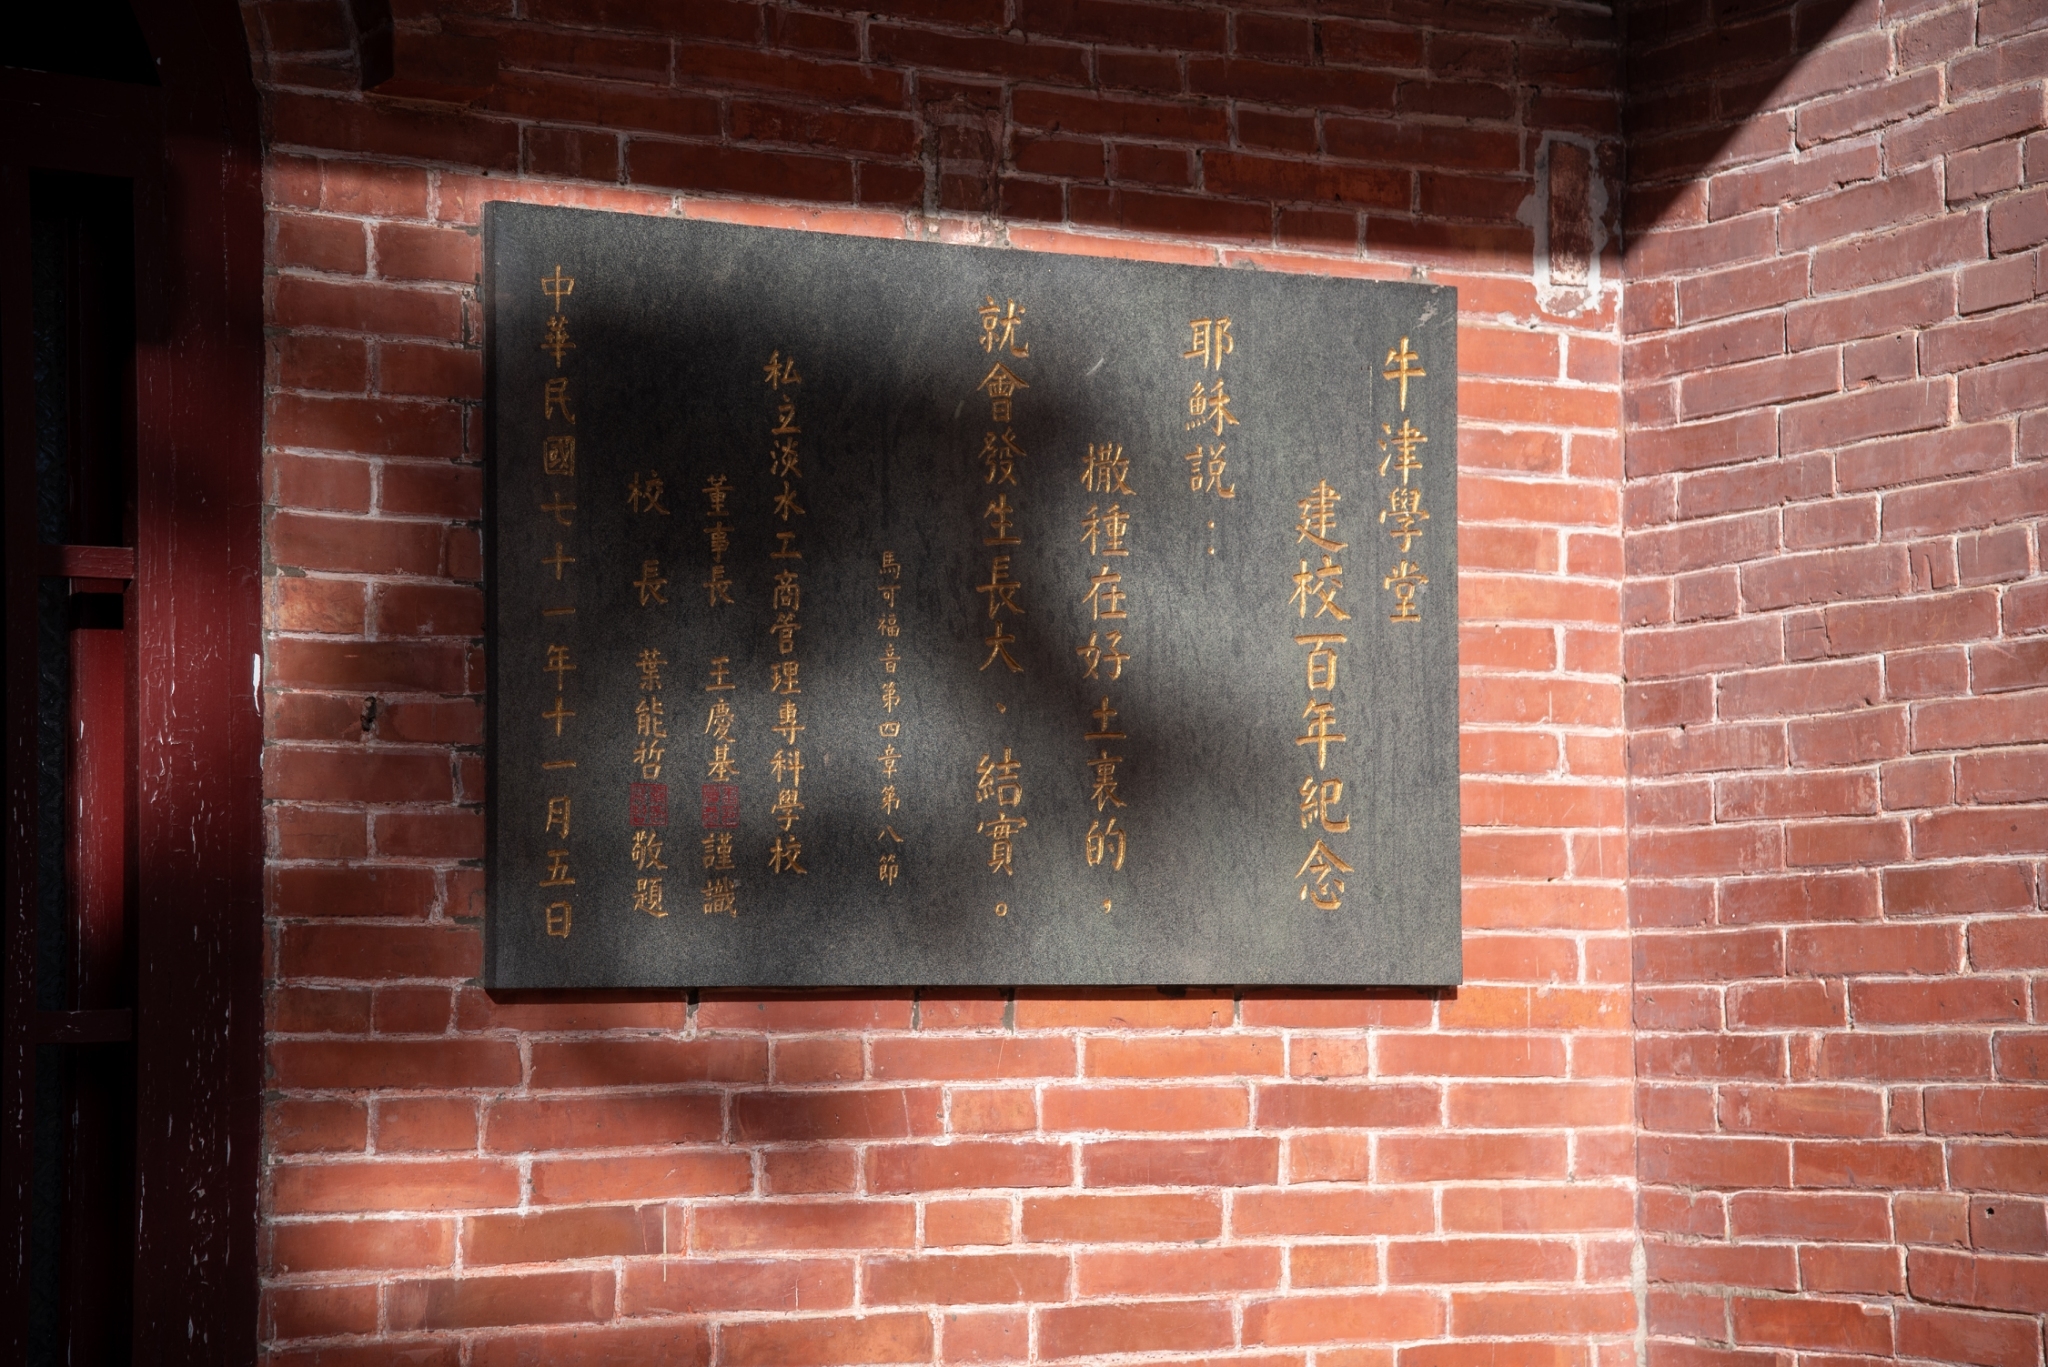 牛津學堂
建校百年紀念
耶穌説：
撒種在好土裏的，
就會發生長大、結實。
馬可福音第四章第八節
私立淡水工商管理專科學校
董事長 王慶基 謹識
校長 葉能哲 敬題
中華民國七十一年十一月五日